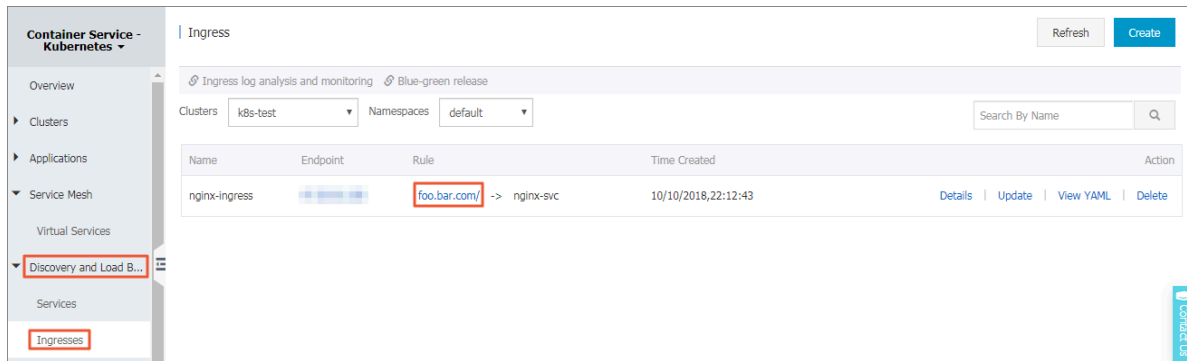 Container Service -
Kubernetes
Overview
Clusters
Applications
Service Mesh
Virtual Services
Discovery and Load B...
Services
Ingresses
Ingress
Refresh
Create
Ingress log analysis and monitoring Blue-green release
Clusters k8s-test Namespaces default
Search By Name
Name Endpoint Rule Time Created Action
nginx-ingress foo.bar.com/ -> nginx-svc 10/10/2018,22:12:43 Details | Update | View YAML | Delete
Contact Us